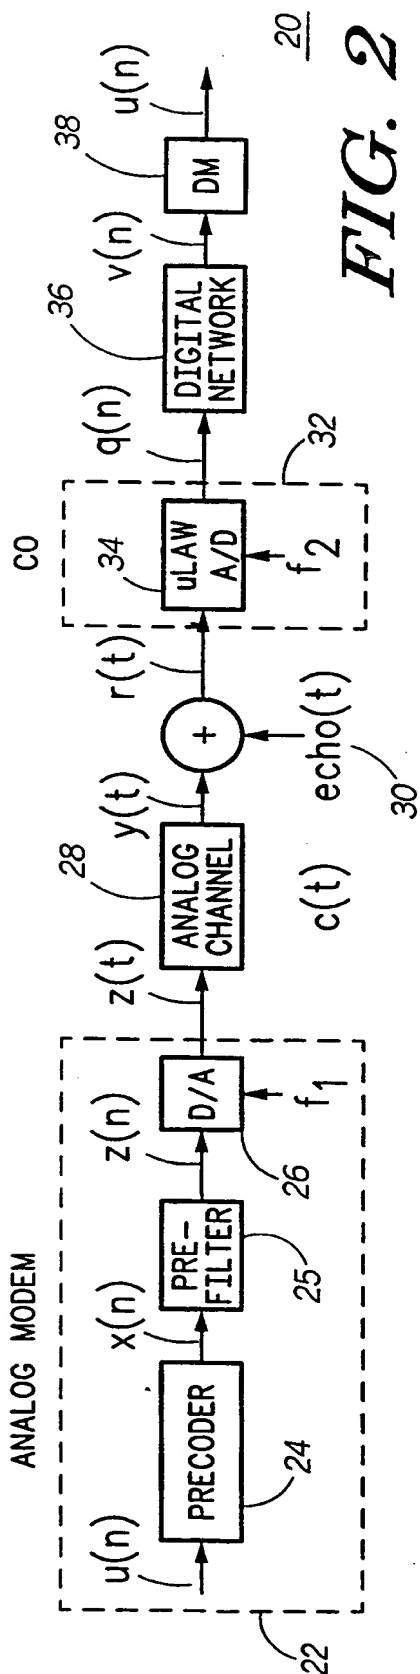 ANALOG MODEM
u(n)
PRECODER
24
x(n)
PRE-
FILTER
25
z(n)
D/A
26
f1
22
z(t)
28
ANALOG
CHANNEL
c(t)
y(t)
+
echo(t)
30
r(t)
CO
34
uLAW
A/D
f2
32
q(n)
36
DIGITAL
NETWORK
v(n)
38
DM
u(n)
20
FIG. 2